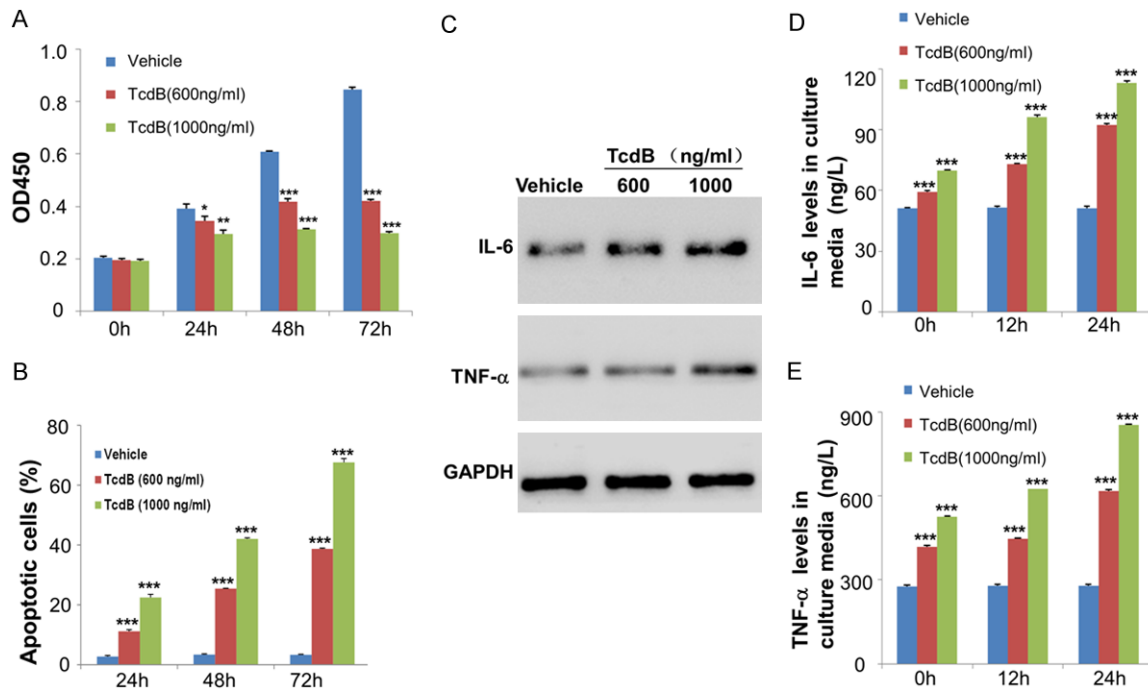 A
1.0
0.8
0.6
0.4
0.2
0
OD450
Vehicle
TcdB(600ng/ml)
TcdB(1000ng/ml)
* **
*** ***
*** ***
0h 24h 48h 72h
B
80
60
40
20
0
Apoptotic cells (%)
Vehicle
TcdB (600 ng/ml)
TcdB (1000 ng/ml)
*** ***
*** ***
*** ***
24h 48h 72h
C
TcdB （ng/ml）
Vehicle 600 1000
IL-6
TNF-α
GAPDH
D
Vehicle
TcdB(600ng/ml)
TcdB(1000ng/ml)
120
90
60
30
0
IL-6 levels in culture
media (ng/L)
*** ***
*** ***
*** ***
0h 12h 24h
E
Vehicle
TcdB(600ng/ml)
TcdB(1000ng/ml)
900
600
300
0
TNF-α levels in
culture media (ng/L)
*** ***
*** ***
*** ***
0h 12h 24h